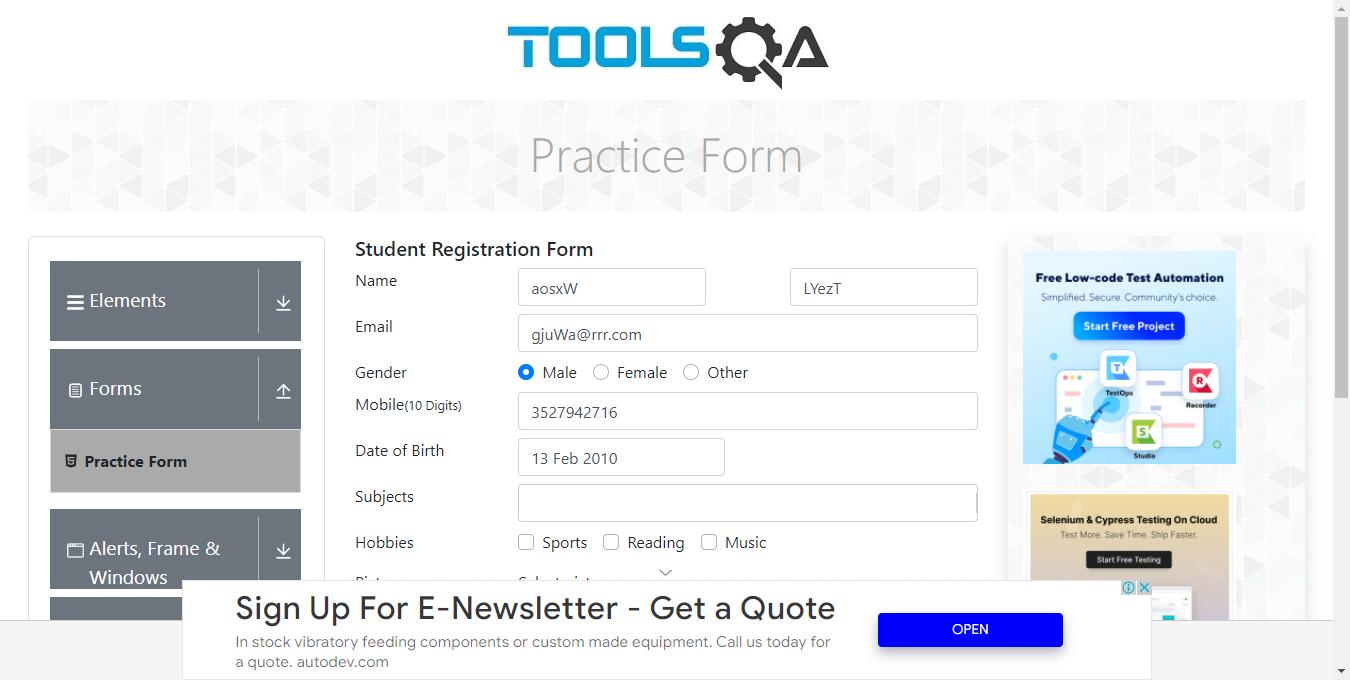 TOOLSQA
Practice Form
Elements
Forms
Practice Form
Alerts, Frame &
Windows
Student Registration Form
Name aosxW LYezT
Email gjuWa@rrr.com
Gender Male Female Other
Mobile(10 Digits) 3527942716
Date of Birth 13 Feb 2010
Subjects
Hobbies Sports Reading Music
Free Low-code Test Automation
Simplified. Secure. Community's choice.
Start Free Project
TestOps
Recorder
Studio
Selenium & Cypress Testing On Cloud
Test More. Save Time. Ship Faster.
Start Free Testing
Sign Up For E-Newsletter - Get a Quote
In stock vibratory feeding components or custom made equipment. Call us today for
a quote. autodev.com
OPEN